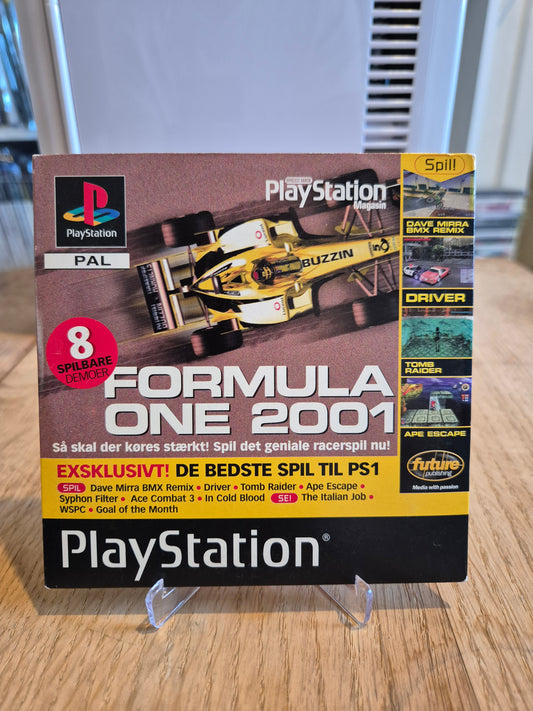 PlayStation
PAL
PlayStation
Magasin
BUZZIN
Spil!
DAVE MIRRA
BMX REMIX
DRIVER
TOMB
RAIDER
APE ESCAPE
8
SPILBARE
DEMOER
FORMULA
ONE 2001
Så skal der køres stærkt! Spil det geniale racerspil nu!
EXSKLUSIVT! DE BEDSTE SPIL TIL PS1
SPIL Dave Mirra BMX Remix • Driver • Tomb Raider • Ape Escape •
Syphon Filter • Ace Combat 3 • In Cold Blood SE! The Italian Job •
WSPC • Goal of the Month
future
publishing
Media with passion
PlayStation®